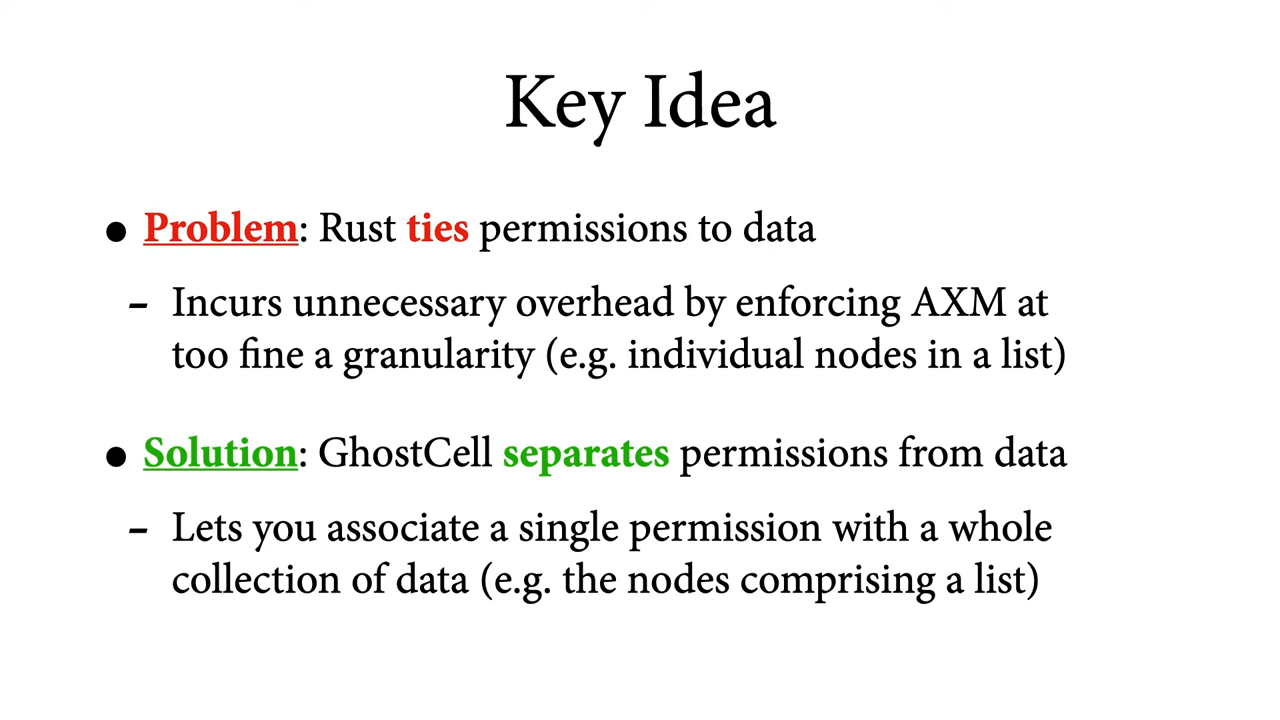 Key Idea
● Problem: Rust ties permissions to data
– Incurs unnecessary overhead by enforcing AXM at
too fine a granularity (e.g. individual nodes in a list)
● Solution: GhostCell separates permissions from data
– Lets you associate a single permission with a whole
collection of data (e.g. the nodes comprising a list)